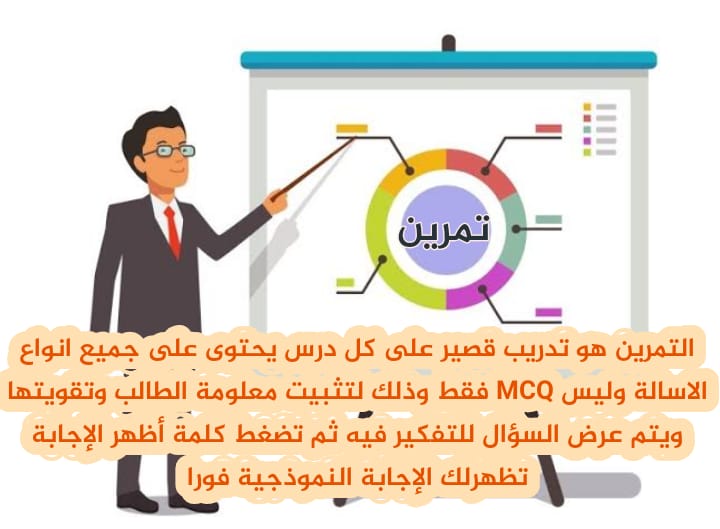 تمرين
التمرين هو تدريب قصير على كل درس يحتوى على جميع انواع
الاسالة وليس MCQ فقط وذلك لتثبيت معلومة الطالب وتقويتها
ويتم عرض السؤال للتفكير فيه ثم تضغط كلمة أظهر الإجابة
تظهرلك الإجابة النموذجية فورا